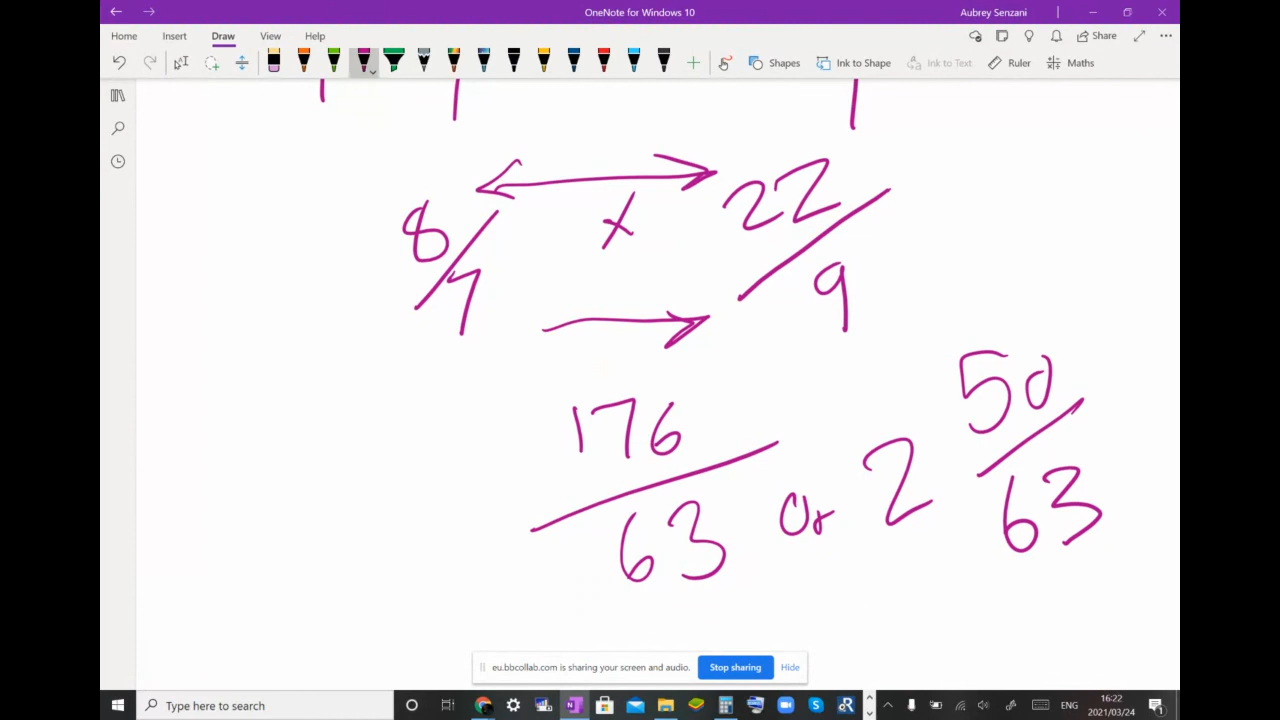 OneNote for Windows 10
Aubrey Senzani
Home Insert Draw View Help
Share
Shapes Ink to Shape Ink to Text Ruler Maths
8/7 x 22/9
176/63 or 2 50/63
eu.bbcollab.com is sharing your screen and audio. Stop sharing Hide
Type here to search
ENG
16:22
2021/03/24
1